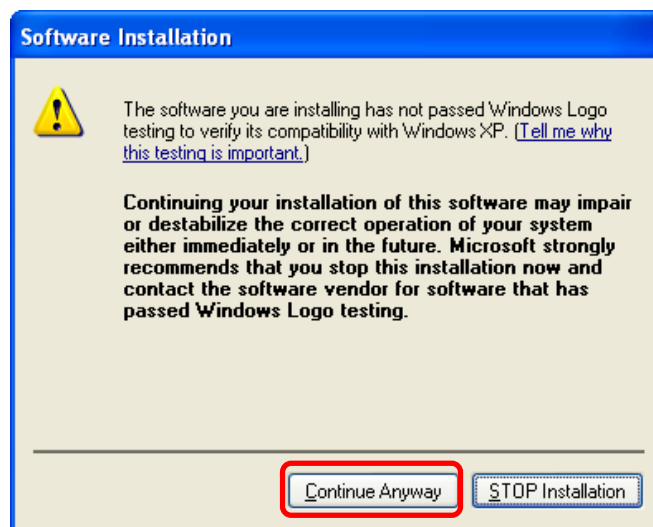 Software Installation
The software you are installing has not passed Windows Logo
testing to verify its compatibility with Windows XP. (Tell me why
this testing is important.)
Continuing your installation of this software may impair
or destabilize the correct operation of your system
either immediately or in the future. Microsoft strongly
recommends that you stop this installation now and
contact the software vendor for software that has
passed Windows Logo testing.
Continue Anyway
STOP Installation